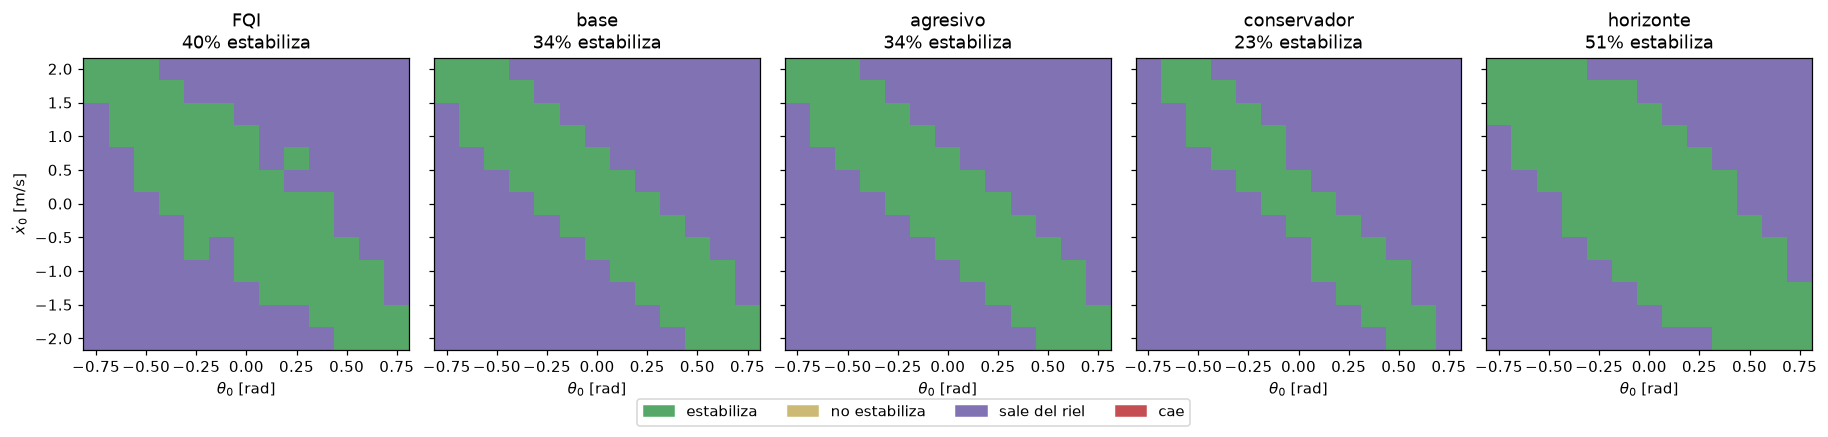 FQI
40% estabiliza
base
34% estabiliza
agresivo
34% estabiliza
conservador
23% estabiliza
horizonte
51% estabiliza
2.0
1.5
1.0
0.5
0.0
−0.5
−1.0
−1.5
−2.0
ẋ₀ [m/s]
−0.75 −0.50 −0.25 0.00 0.25 0.50 0.75
θ₀ [rad]
−0.75 −0.50 −0.25 0.00 0.25 0.50 0.75
θ₀ [rad]
−0.75 −0.50 −0.25 0.00 0.25 0.50 0.75
θ₀ [rad]
−0.75 −0.50 −0.25 0.00 0.25 0.50 0.75
θ₀ [rad]
−0.75 −0.50 −0.25 0.00 0.25 0.50 0.75
θ₀ [rad]
estabiliza no estabiliza sale del riel cae